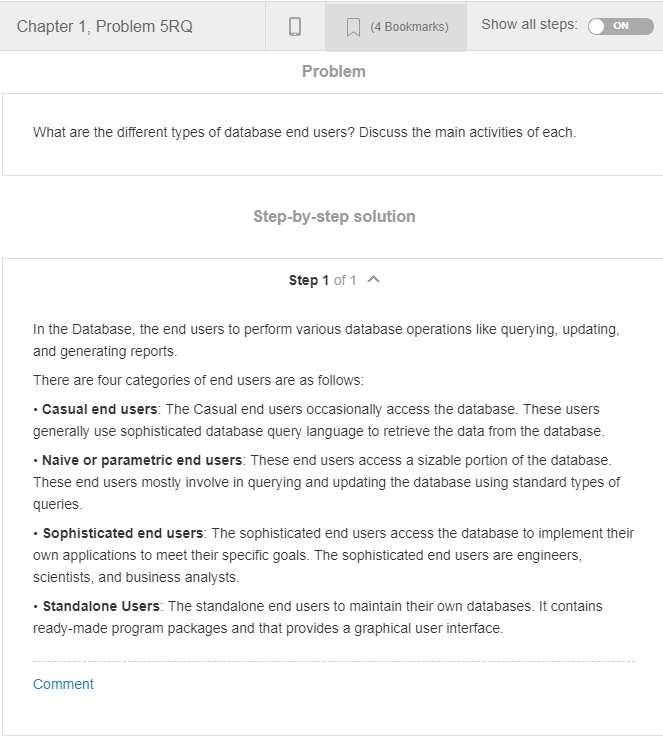 Chapter 1, Problem 5RQ
(4 Bookmarks)
Show all steps:
ON
Problem
What are the different types of database end users? Discuss the main activities of each.
Step-by-step solution
Step 1 of 1
In the Database, the end users to perform various database operations like querying, updating,
and generating reports.
There are four categories of end users are as follows:
• Casual end users: The Casual end users occasionally access the database. These users
generally use sophisticated database query language to retrieve the data from the database.
• Naive or parametric end users: These end users access a sizable portion of the database.
These end users mostly involve in querying and updating the database using standard types of
queries.
• Sophisticated end users: The sophisticated end users access the database to implement their
own applications to meet their specific goals. The sophisticated end users are engineers,
scientists, and business analysts.
• Standalone Users: The standalone end users to maintain their own databases. It contains
ready-made program packages and that provides a graphical user interface.
Comment